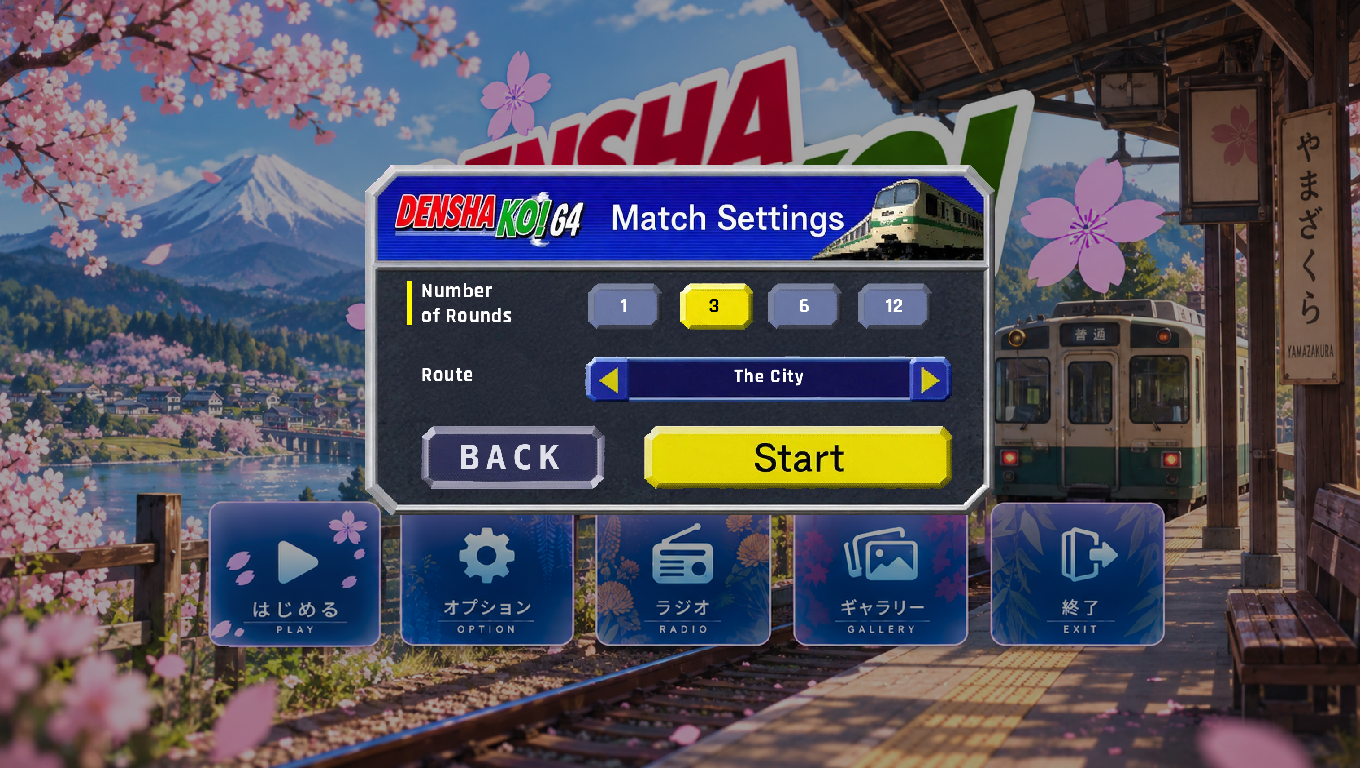 DENSHA
KO!
DENSHA KO! 64
Match Settings
Number
of Rounds
1
3
6
12
Route
The City
BACK
Start
やまざくら
YAMAZAKURA
普通
はじめる
PLAY
オプション
OPTION
ラジオ
RADIO
ギャラリー
GALLERY
終了
EXIT